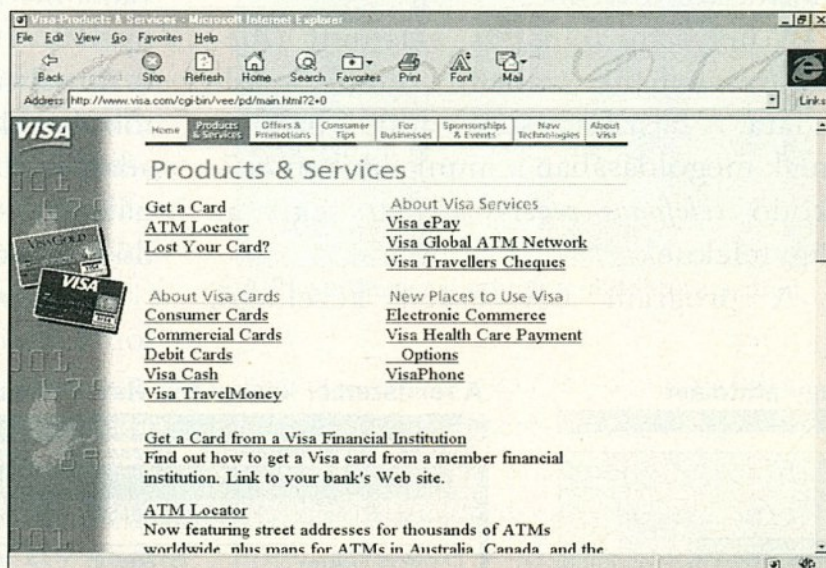 Visa-Products & Services - Microsoft Internet Explorer
File Edit View Go Favorites Help
Back Forward Stop Refresh Home Search Favorites Print Font Mail
Address http://www.visa.com/cgi-bin/vee/pd/main.html?2+0 Links
VISA
Home Products & Services Offers & Promotions Consumer Tips For Businesses Sponsorships & Events New Technologies About Visa
Products & Services
Get a Card
ATM Locator
Lost Your Card?
About Visa Services
Visa ePay
Visa Global ATM Network
Visa Travellers Cheques
About Visa Cards
Consumer Cards
Commercial Cards
Debit Cards
Visa Cash
Visa TravelMoney
New Places to Use Visa
Electronic Commerce
Visa Health Care Payment
Options
VisaPhone
VISA GOLD
VISA
Get a Card from a Visa Financial Institution
Find out how to get a Visa card from a member financial
institution. Link to your bank's Web site.
ATM Locator
Now featuring street addresses for thousands of ATMs
worldwide, plus maps for ATMs in Australia, Canada, and the